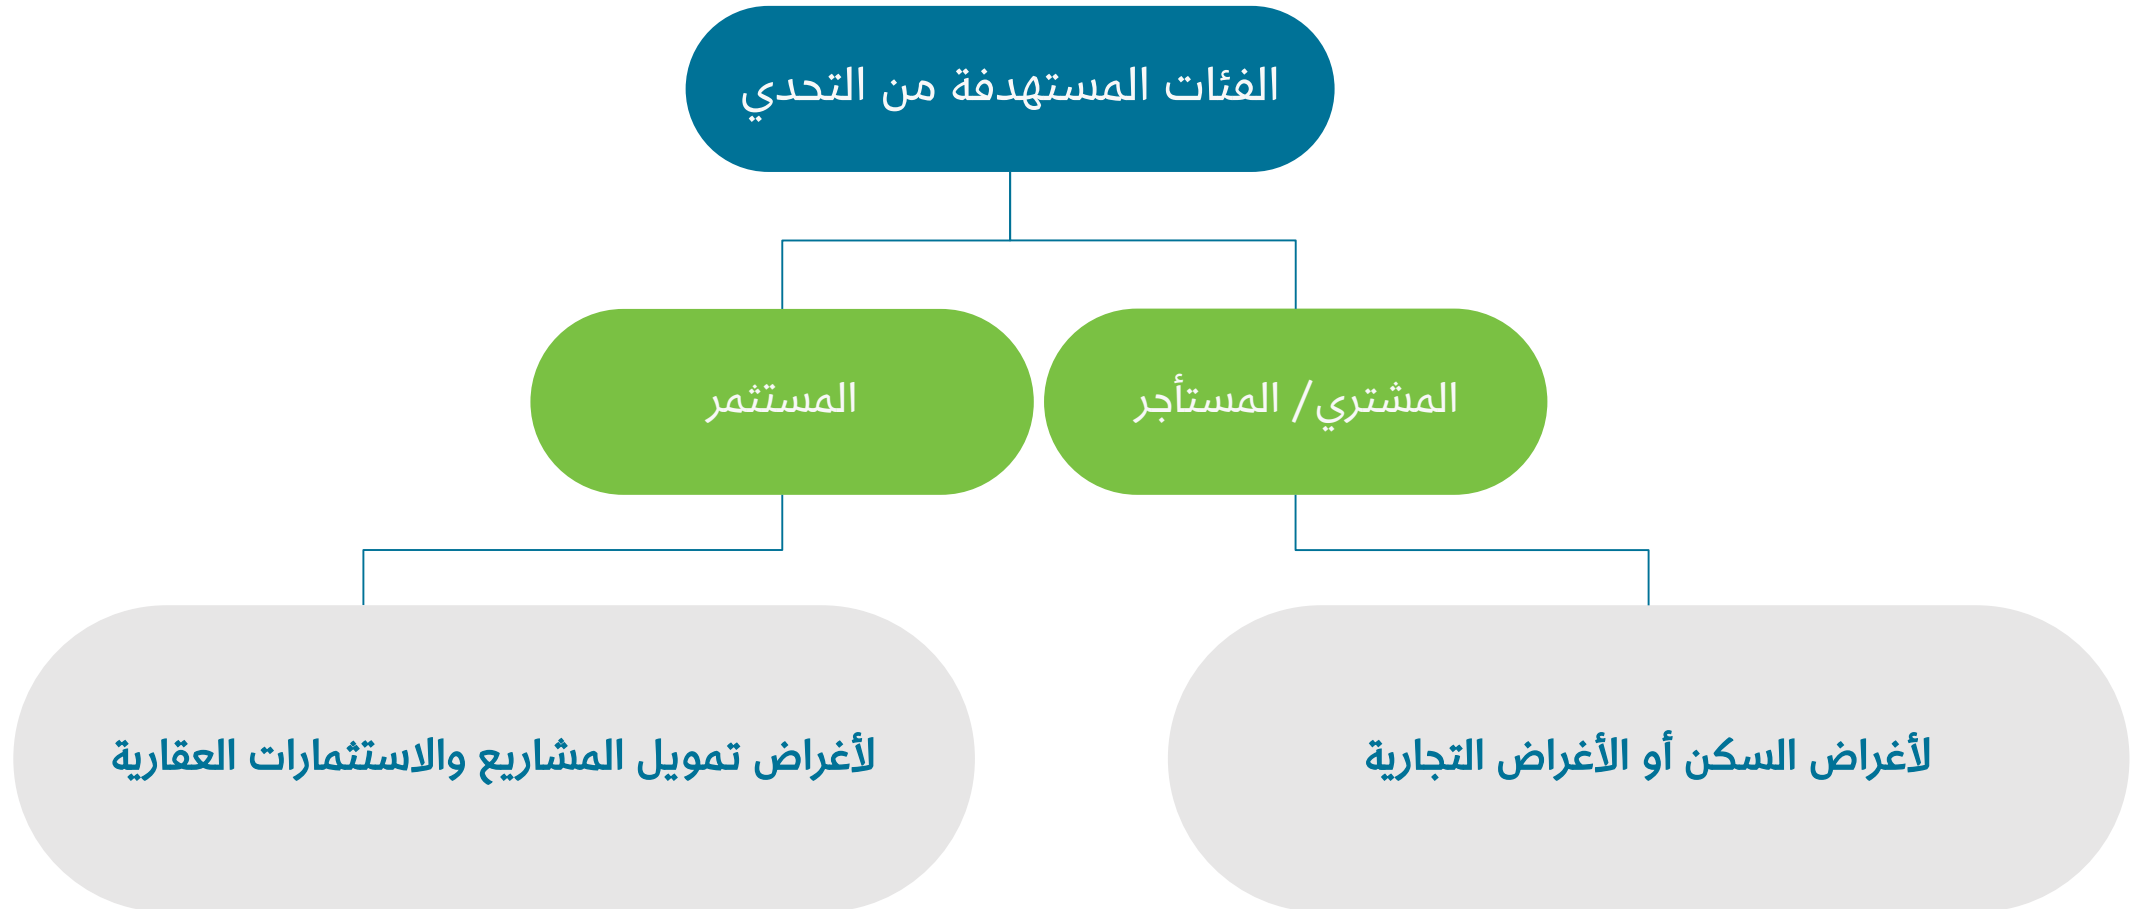 الفئات المستهدفة من التحدي
المشتري/ المستأجر
المستثمر
لأغراض السكن أو الأغراض التجارية
لأغراض تمويل المشاريع والاستثمارات العقارية